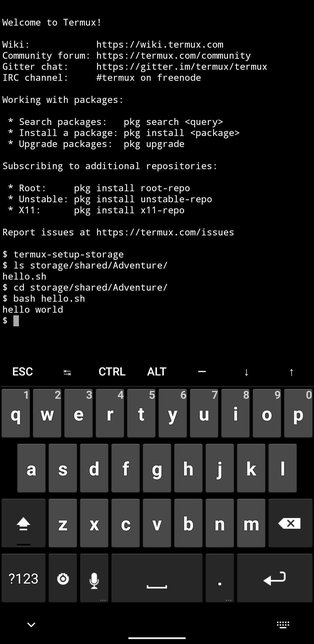 Welcome to Termux!
Wiki:            https://wiki.termux.com
Community forum: https://termux.com/community
Gitter chat:     https://gitter.im/termux/termux
IRC channel:     #termux on freenode
Working with packages:
 * Search packages:   pkg search <query>
 * Install a package: pkg install <package>
 * Upgrade packages:  pkg upgrade
Subscribing to additional repositories:
 * Root:     pkg install root-repo
 * Unstable: pkg install unstable-repo
 * X11:      pkg install x11-repo
Report issues at https://termux.com/issues
$ termux-setup-storage
$ ls storage/shared/Adventure/
hello.sh
$ cd storage/shared/Adventure/
$ bash hello.sh
hello world
$
ESC ⇆ CTRL ALT — ↓ ↑
1 2 3 4 5 6 7 8 9 0
q w e r t y u i o p
a s d f g h j k l
z x c v b n m
?123 .